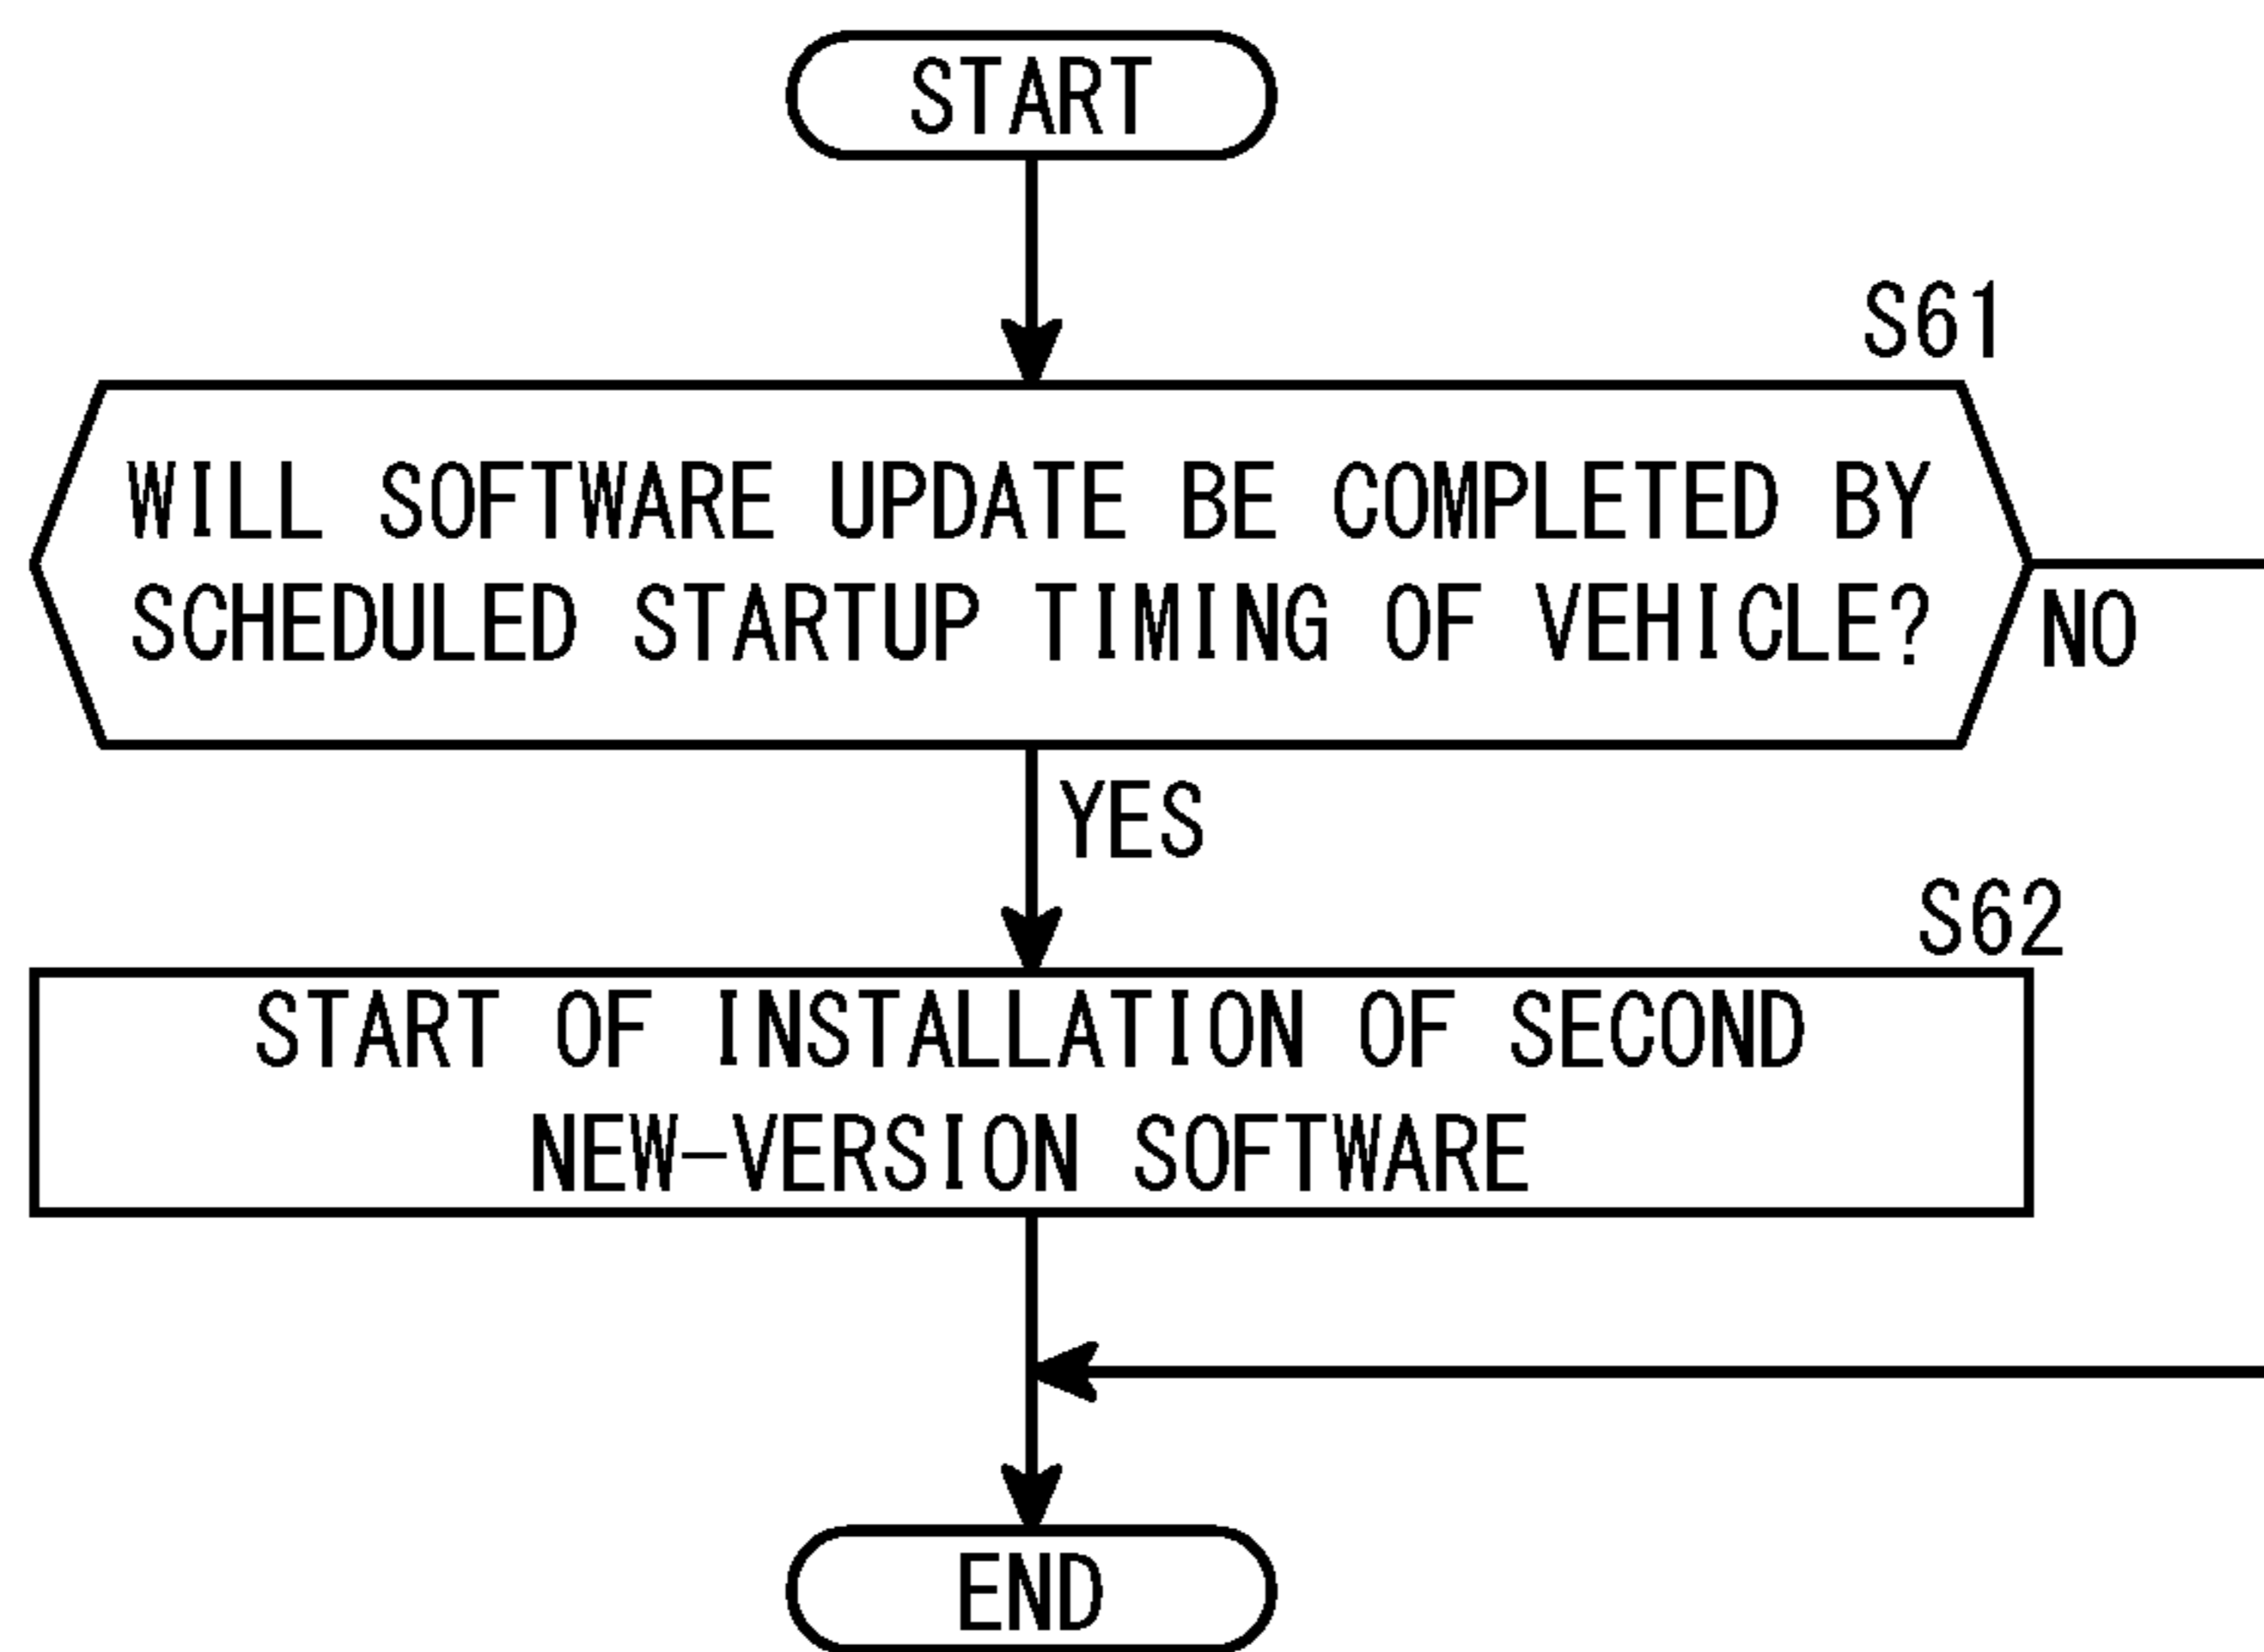 START
S61
WILL SOFTWARE UPDATE BE COMPLETED BY
SCHEDULED STARTUP TIMING OF VEHICLE?
NO
YES
S62
START OF INSTALLATION OF SECOND
NEW-VERSION SOFTWARE
END